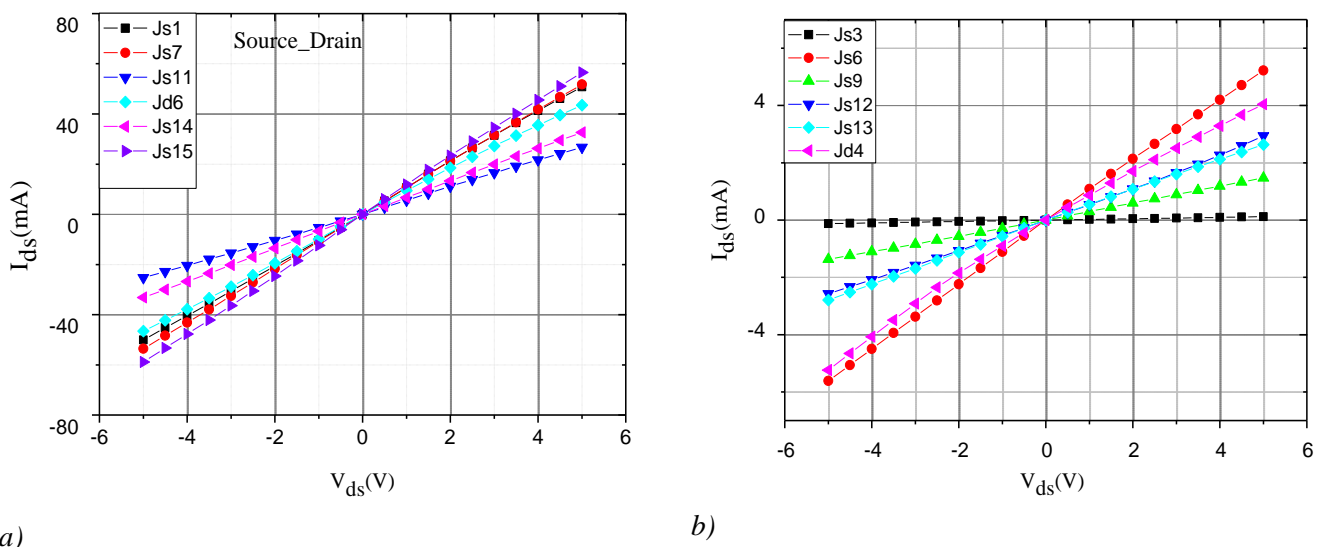 80
40
0
-40
-80
-6
-4
-2
0
2
4
6
Ids(mA)
Vds(V)
Source_Drain
Js1
Js7
Js11
Jd6
Js14
Js15
a)
4
0
-4
-6
-4
-2
0
2
4
6
Ids(mA)
Vds(V)
Js3
Js6
Js9
Js12
Js13
Jd4
b)